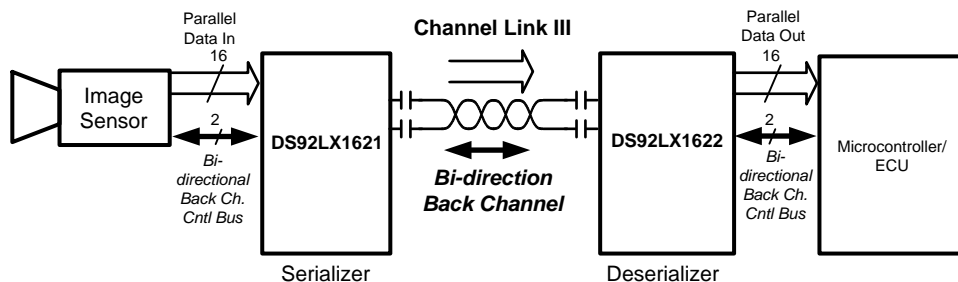 Parallel
Data In
16
Image
Sensor
2
Bi-
directional
Back Ch.
Cntl Bus
DS92LX1621
Serializer
Channel Link III
Bi-direction
Back Channel
DS92LX1622
Deserializer
Parallel
Data Out
16
2
Bi-
directional
Back Ch.
Cntl Bus
Microcontroller/
ECU